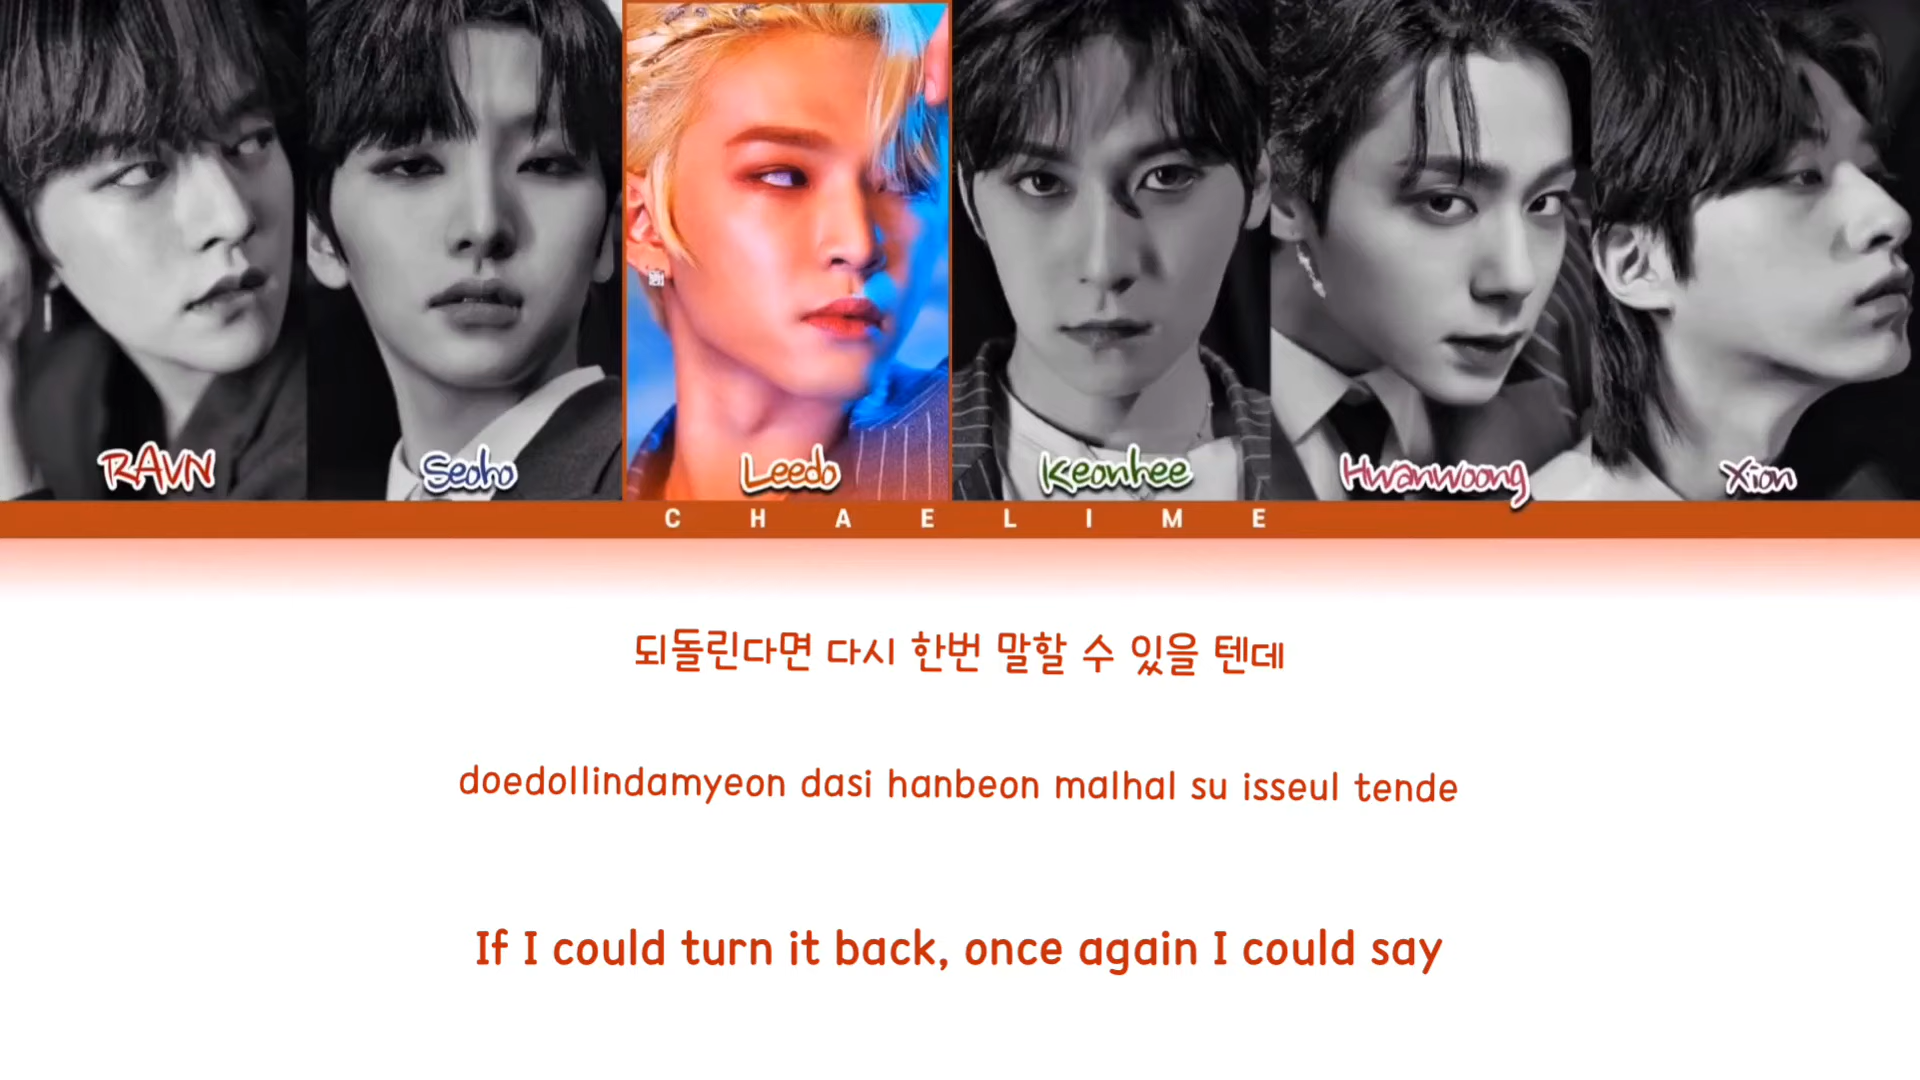 RAVN Seoho Leedo Keonhee Hwanwoong Xion
CHAELIME
되돌린다면 다시 한번 말할 수 있을 텐데
doedollindamyeon dasi hanbeon malhal su isseul tende
If I could turn it back, once again I could say